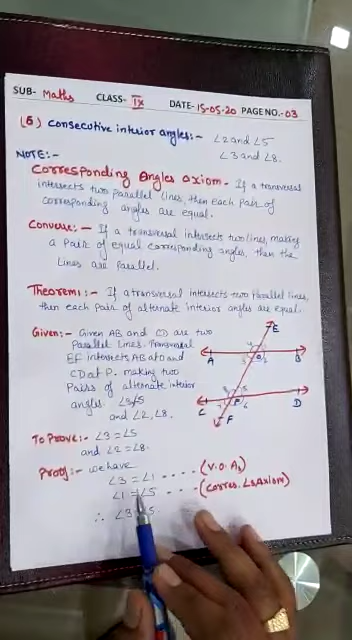 SUB- Maths CLASS- IX DATE- 15-05-20 PAGE NO.-03
(5) Consecutive interior angles:- ∠2 and ∠5
∠3 and ∠8.
NOTE:-
Corresponding Angles axiom - If a transversal
intersects two parallel lines, then each pair of
corresponding angles are equal.
Converse:- If a transversal intersects two lines, making
a pair of equal corresponding angles, then the
lines are parallel.
Theorem1:- If a transversal intersects two parallel lines,
then each pair of alternate interior angles are equal.
Given:- Given AB and CD are two
parallel lines. Transversal
EF intersects AB at O and
CD at P. making two
Pairs of alternate interior
angles. ∠3,5
and ∠2,∠8.
E
A O B
C P D
F
To Prove:- ∠3=∠5
and ∠2=∠8.
Proof:- we have
∠3 = ∠1 .... (V.O.As)
∠1 = ∠5 .... (Corres. ∠s Axiom)
∴ ∠3 5.